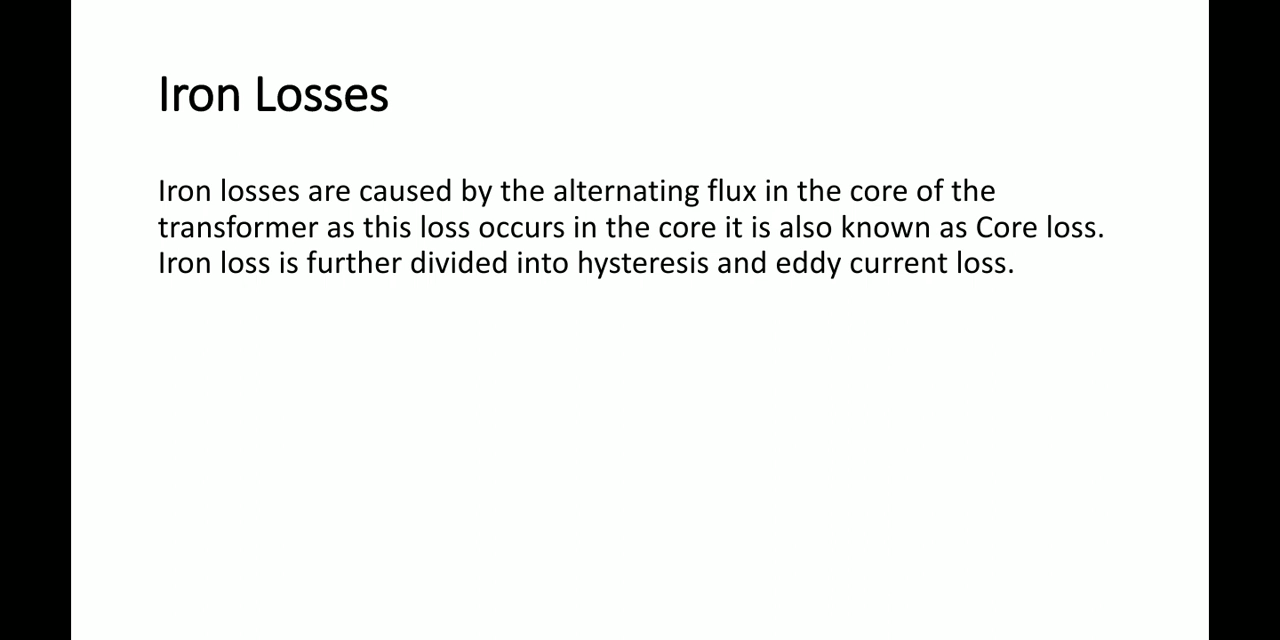 Iron Losses
Iron losses are caused by the alternating flux in the core of the
transformer as this loss occurs in the core it is also known as Core loss.
Iron loss is further divided into hysteresis and eddy current loss.